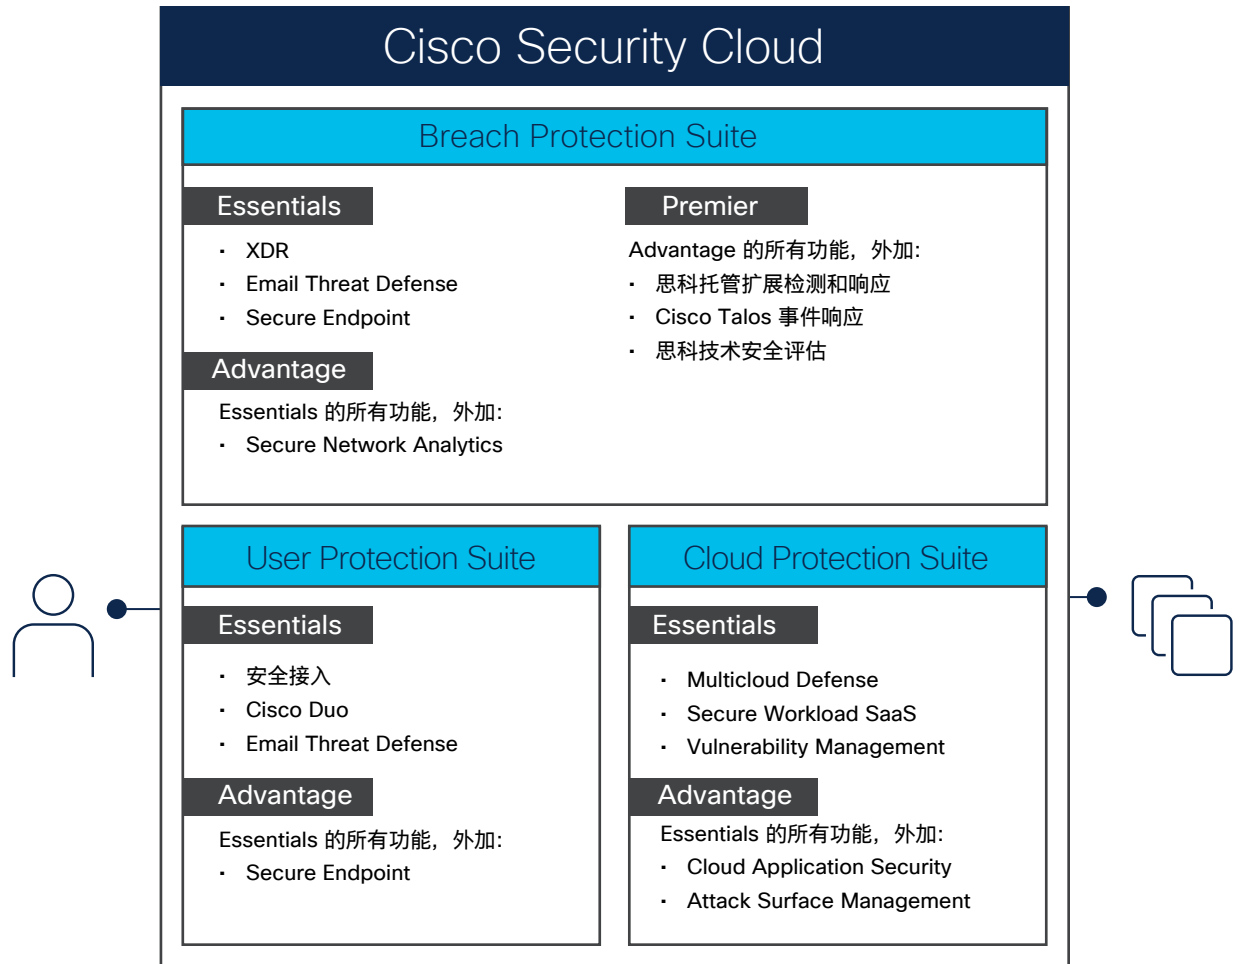 Cisco Security Cloud
Breach Protection Suite
Essentials
· XDR
· Email Threat Defense
· Secure Endpoint
Advantage
Essentials 的所有功能，外加：
· Secure Network Analytics
Premier
Advantage 的所有功能，外加：
· 思科托管扩展检测和响应
· Cisco Talos 事件响应
· 思科技术安全评估
User Protection Suite
Essentials
· 安全接入
· Cisco Duo
· Email Threat Defense
Advantage
Essentials 的所有功能，外加：
· Secure Endpoint
Cloud Protection Suite
Essentials
· Multicloud Defense
· Secure Workload SaaS
· Vulnerability Management
Advantage
Essentials 的所有功能，外加：
· Cloud Application Security
· Attack Surface Management